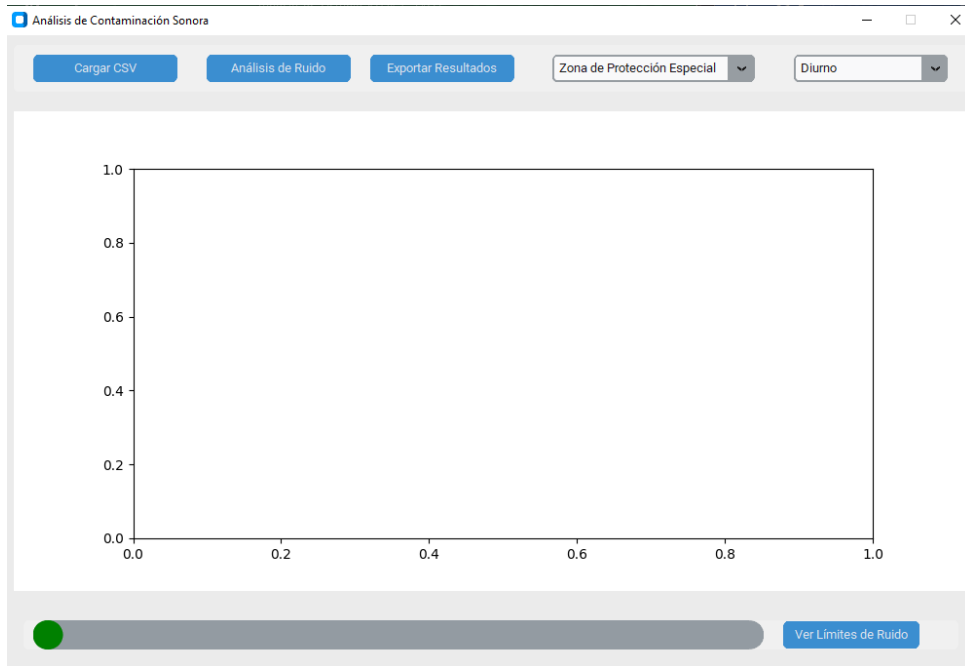 Análisis de Contaminación Sonora
Cargar CSV
Análisis de Ruido
Exportar Resultados
Zona de Protección Especial
Diurno
1.0
0.8
0.6
0.4
0.2
0.0
0.0 0.2 0.4 0.6 0.8 1.0
Ver Límites de Ruido